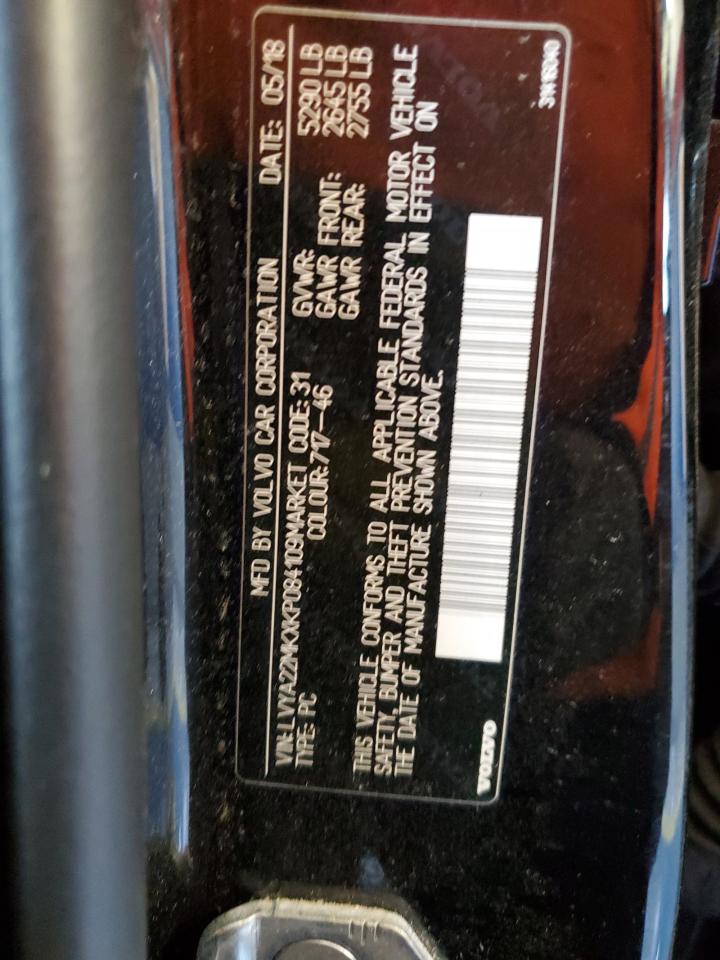 MFD BY VOLVO CAR CORPORATION DATE: 05/18
VIN: LVYA22MKXKP084109 MARKET CODE: 31 GVWR: 5290 LB
TYPE: PC COLOUR: 717-46 GAWR FRONT: 2645 LB
GAWR REAR: 2755 LB
THIS VEHICLE CONFORMS TO ALL APPLICABLE FEDERAL MOTOR VEHICLE
SAFETY, BUMPER AND THEFT PREVENTION STANDARDS IN EFFECT ON
THE DATE OF MANUFACTURE SHOWN ABOVE.
VOLVO 31418040